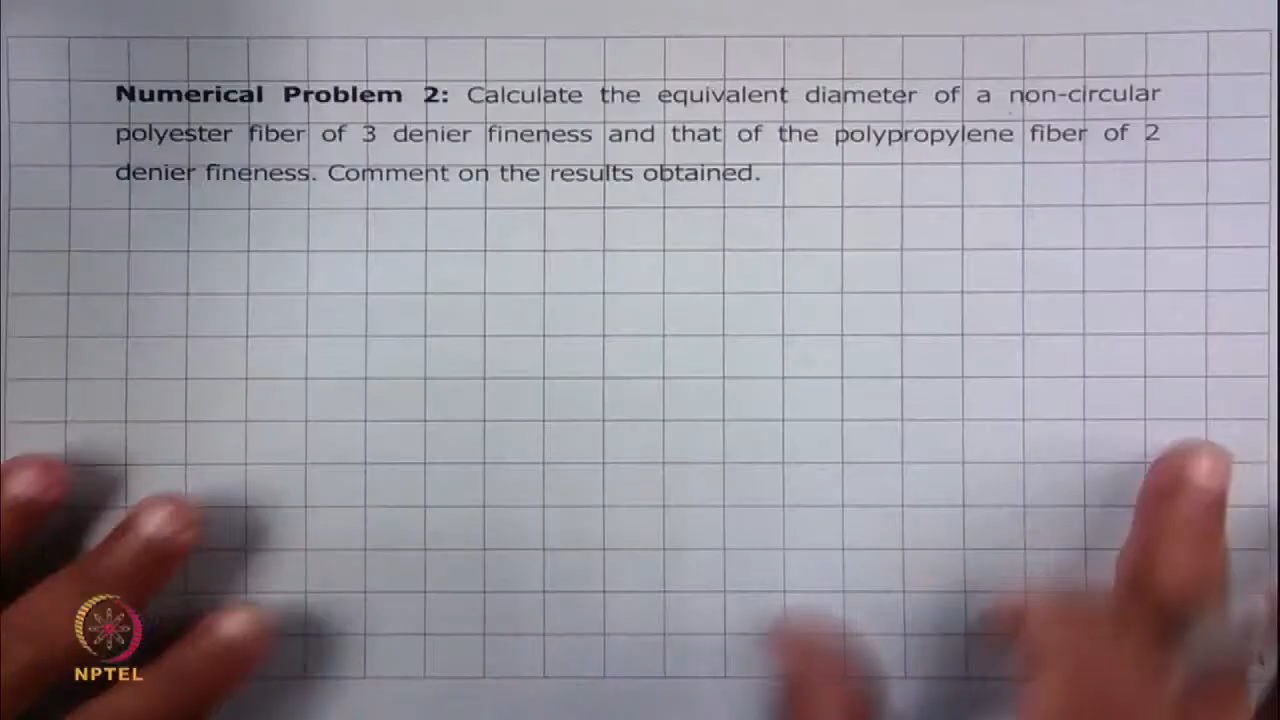 Numerical Problem 2: Calculate the equivalent diameter of a non-circular
polyester fiber of 3 denier fineness and that of the polypropylene fiber of 2
denier fineness. Comment on the results obtained.
NPTEL